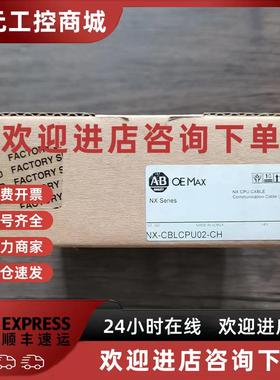 元工控商城
欢迎进店咨询下单
FACTORY
FACTORY S
AB
OE MAX
NX Series
NX CPU CABLE
Communication Cable
NX-CBLCPU02-CH
费开票
号齐全
力商家
仓速发
EXPRESS
顺丰速运
24小时在线 欢迎进店
欢迎进店咨询下单